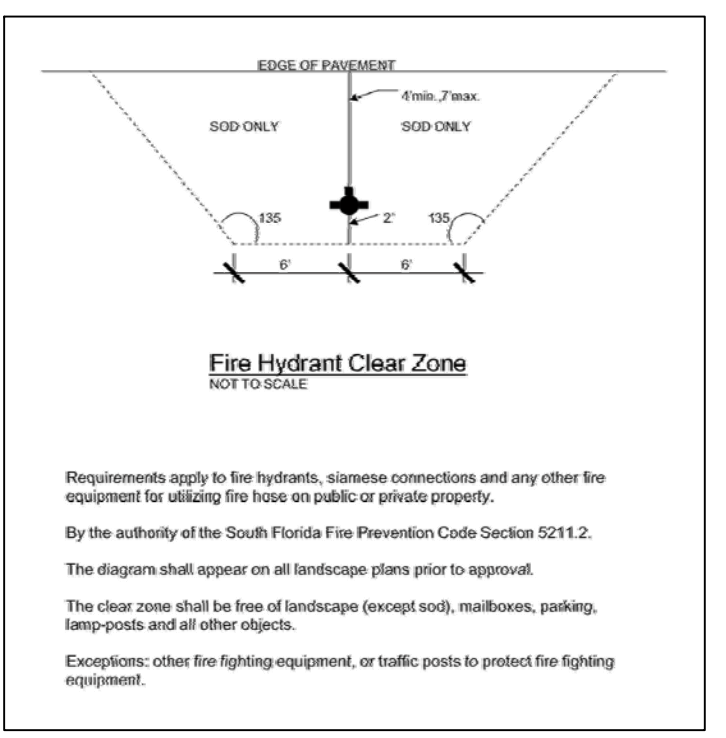 EDGE OF PAVEMENT
4'min.,7'max.
SOD ONLY
SOD ONLY
135
2'
135
6'
6'
Fire Hydrant Clear Zone
NOT TO SCALE
Requirements apply to fire hydrants, siamese connections and any other fire
equipment for utilizing fire hose on public or private property.
By the authority of the South Florida Fire Prevention Code Section 5211.2.
The diagram shall appear on all landscape plans prior to approval.
The clear zone shall be free of landscape (except sod), mailboxes, parking,
lamp-posts and all other objects.
Exceptions: other fire fighting equipment, or traffic posts to protect fire fighting
equipment.